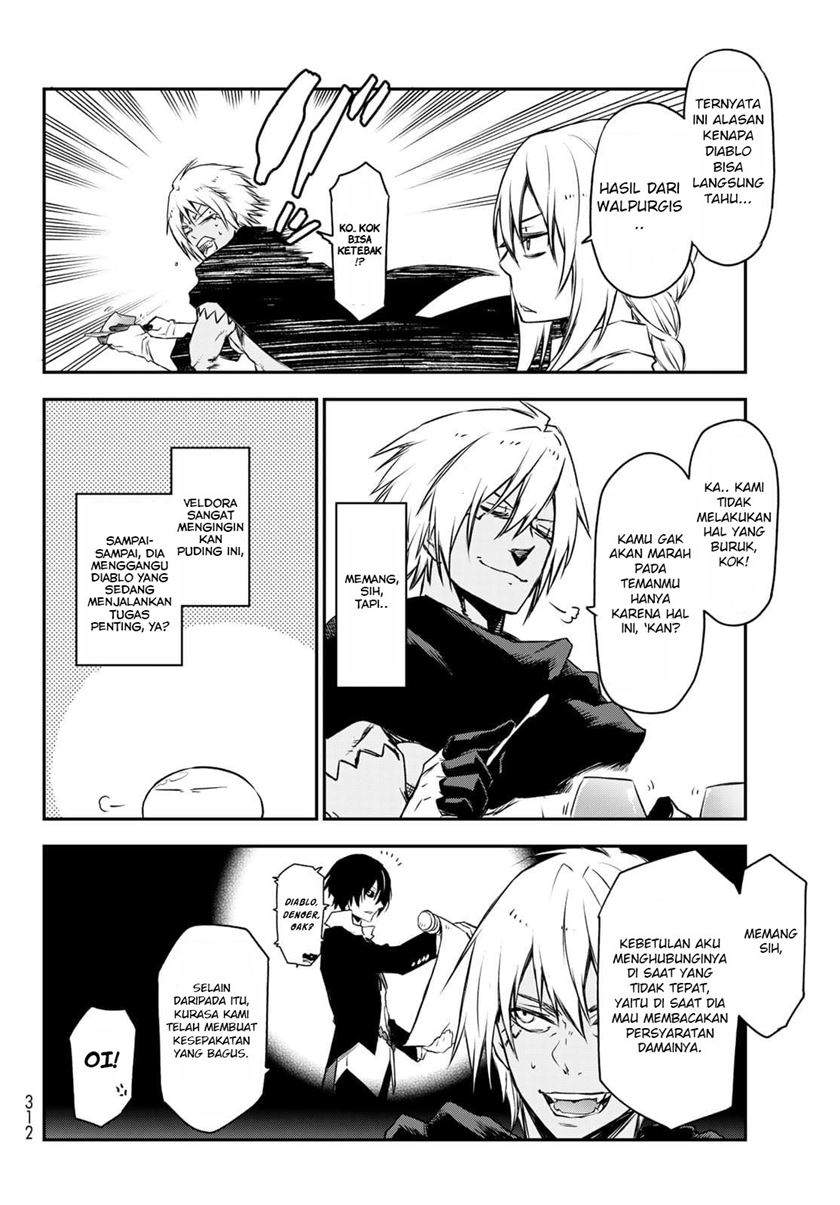 TERNYATA
INI ALASAN
KENAPA
DIABLO
BISA
LANGSUNG
TAHU...
HASIL DARI
WALPURGIS
..
KO.. KOK
BISA
KETEBAK
!?
KA.. KAMI
TIDAK
MELAKUKAN
HAL YANG
BURUK,
KOK!
KAMU GAK
AKAN MARAH
PADA
TEMANMU
HANYA
KARENA HAL
INI, 'KAN?
MEMANG,
SIH,
TAPI..
VELDORA
SANGAT
MENGINGIN
KAN
PUDING INI,
SAMPAI-
SAMPAI, DIA
MENGGANGU
DIABLO YANG
SEDANG
MENJALANKAN
TUGAS
PENTING, YA?
MEMANG
SIH,
KEBETULAN AKU
MENGHUBUNGINYA
DI SAAT YANG
TIDAK TEPAT,
YAITU DI SAAT DIA
MAU MEMBACAKAN
PERSYARATAN
DAMAINYA.
DIABLO,
DENGER,
GAK?
SELAIN
DARIPADA ITU,
KURASA KAMI
TELAH MEMBUAT
KESEPAKATAN
YANG BAGUS.
OI!
312